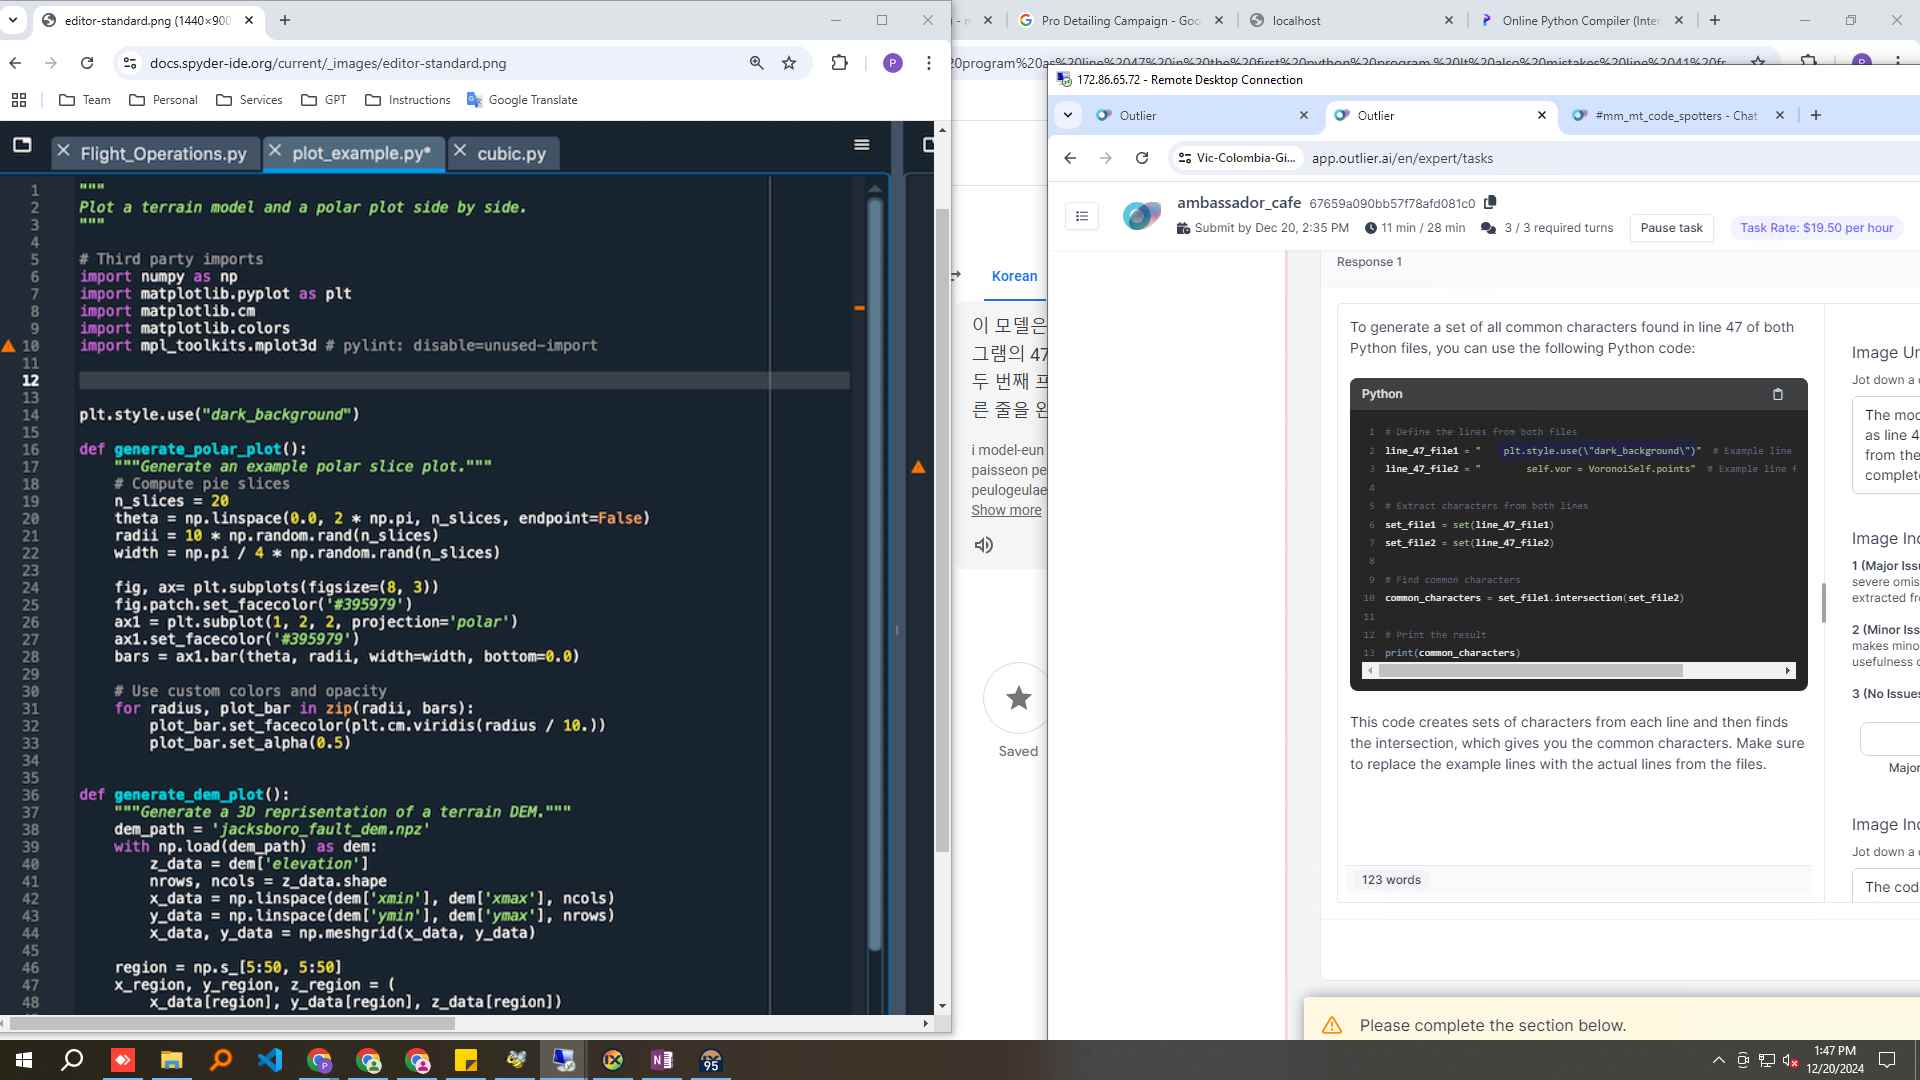 editor-standard.png (1440×900
- n
Pro Detailing Campaign - Goo
localhost
Online Python Compiler (Inter
docs.spyder-ide.org/current/_images/editor-standard.png
P
20program%20as%20line%2047%20in%20the%20first%20python%20program.%20It%20also%20mistakes%20line%2041%20fr
Team
Personal
Services
GPT
Instructions
Google Translate
Flight_Operations.py
plot_example.py*
cubic.py
1 """
2 Plot a terrain model and a polar plot side by side.
3 """
4
5 # Third party imports
6 import numpy as np
7 import matplotlib.pyplot as plt
8 import matplotlib.cm
9 import matplotlib.colors
10 import mpl_toolkits.mplot3d # pylint: disable=unused-import
11
12
13
14 plt.style.use("dark_background")
15
16 def generate_polar_plot():
17 """Generate an example polar slice plot."""
18 # Compute pie slices
19 n_slices = 20
20 theta = np.linspace(0.0, 2 * np.pi, n_slices, endpoint=False)
21 radii = 10 * np.random.rand(n_slices)
22 width = np.pi / 4 * np.random.rand(n_slices)
23
24 fig, ax= plt.subplots(figsize=(8, 3))
25 fig.patch.set_facecolor('#395979')
26 ax1 = plt.subplot(1, 2, 2, projection='polar')
27 ax1.set_facecolor('#395979')
28 bars = ax1.bar(theta, radii, width=width, bottom=0.0)
29
30 # Use custom colors and opacity
31 for radius, plot_bar in zip(radii, bars):
32 plot_bar.set_facecolor(plt.cm.viridis(radius / 10.))
33 plot_bar.set_alpha(0.5)
34
35
36 def generate_dem_plot():
37 """Generate a 3D reprisentation of a terrain DEM."""
38 dem_path = 'jacksboro_fault_dem.npz'
39 with np.load(dem_path) as dem:
40 z_data = dem['elevation']
41 nrows, ncols = z_data.shape
42 x_data = np.linspace(dem['xmin'], dem['xmax'], ncols)
43 y_data = np.linspace(dem['ymin'], dem['ymax'], nrows)
44 x_data, y_data = np.meshgrid(x_data, y_data)
45
46 region = np.s_[5:50, 5:50]
47 x_region, y_region, z_region = (
48 x_data[region], y_data[region], z_data[region])
Korean
이 모델은
그램의 47
두 번째 프
른 줄을 완
i model-eun
paisseon pe
peulogeulae
Show more
Saved
172.86.65.72 - Remote Desktop Connection
Outlier
Outlier
#mm_mt_code_spotters - Chat
Vic-Colombia-Gi...
app.outlier.ai/en/expert/tasks
ambassador_cafe 67659a090bb57f78afd081c0
Submit by Dec 20, 2:35 PM
11 min / 28 min
3 / 3 required turns
Pause task
Task Rate: $19.50 per hour
Response 1
To generate a set of all common characters found in line 47 of both
Python files, you can use the following Python code:
Python
1 # Define the lines from both files
2 line_47_file1 = " plt.style.use(\"dark_background\")" # Example line
3 line_47_file2 = " self.vor = VoronoiSelf.points" # Example line f
4
5 # Extract characters from both lines
6 set_file1 = set(line_47_file1)
7 set_file2 = set(line_47_file2)
8
9 # Find common characters
10 common_characters = set_file1.intersection(set_file2)
11
12 # Print the result
13 print(common_characters)
This code creates sets of characters from each line and then finds
the intersection, which gives you the common characters. Make sure
to replace the example lines with the actual lines from the files.
123 words
Image Ur
Jot down a c
The mod
as line 4
from the
complete
Image Ins
1 (Major Issu
severe omis
extracted fro
2 (Minor Iss
makes mino
usefulness o
3 (No Issues
Major
Image Ins
Jot down a c
The cod
Please complete the section below.
95
1:47 PM
12/20/2024